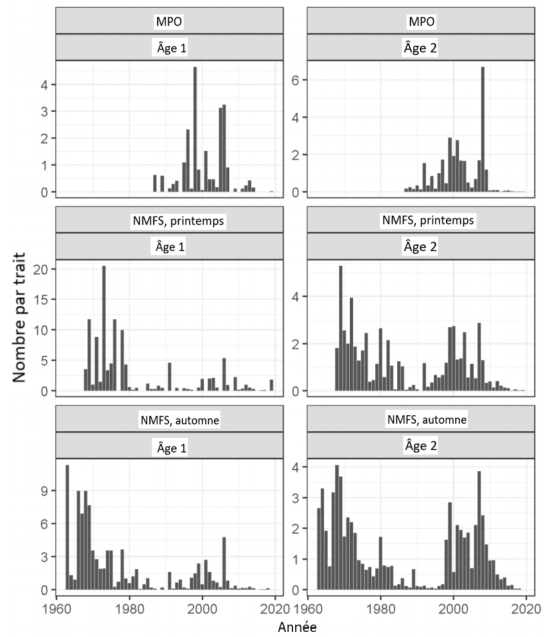 MPO MPO
Âge 1 Âge 2
4
3
2
1
0
6
4
2
0
NMFS, printemps NMFS, printemps
Âge 1 Âge 2
20
15
10
5
0
4
2
0
Nombre par trait
NMFS, automne NMFS, automne
Âge 1 Âge 2
9
6
3
0
4
3
2
1
0
1960 1980 2000 2020 1960 1980 2000 2020
Année